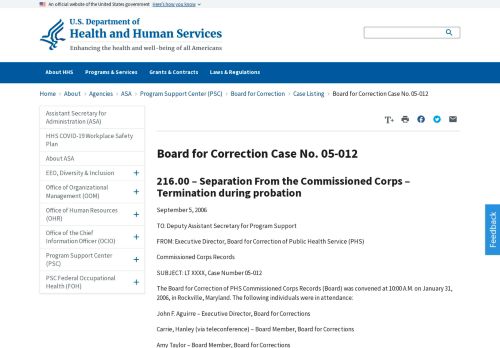 An official website of the United States government Here's how you know
U.S. Department of
Health and Human Services
Enhancing the health and well-being of all Americans
About HHS Programs & Services Grants & Contracts Laws & Regulations
Home About Agencies ASA Program Support Center (PSC) Board for Correction Case Listing Board for Correction Case No. 05-012
Assistant Secretary for
Administration (ASA)
HHS COVID-19 Workplace Safety
Plan
About ASA
EEO, Diversity & Inclusion
Office of Organizational
Management (OOM)
Office of Human Resources
(OHR)
Office of the Chief
Information Officer (OCIO)
Program Support Center
(PSC)
PSC Federal Occupational
Health (FOH)
T+
Board for Correction Case No. 05-012
216.00 – Separation From the Commissioned Corps –
Termination during probation
September 5, 2006
TO: Deputy Assistant Secretary for Program Support
FROM: Executive Director, Board for Correction of Public Health Service (PHS)
Commissioned Corps Records
SUBJECT: LT XXXX, Case Number 05-012
The Board for Correction of PHS Commissioned Corps Records (Board) was convened at 10:00 A.M. on January 31,
2006, in Rockville, Maryland. The following individuals were in attendance:
John F. Aguirre – Executive Director, Board for Corrections
Carrie, Hanley (via teleconference) – Board Member, Board for Corrections
Amy Taylor – Board Member, Board for Corrections
Feedback